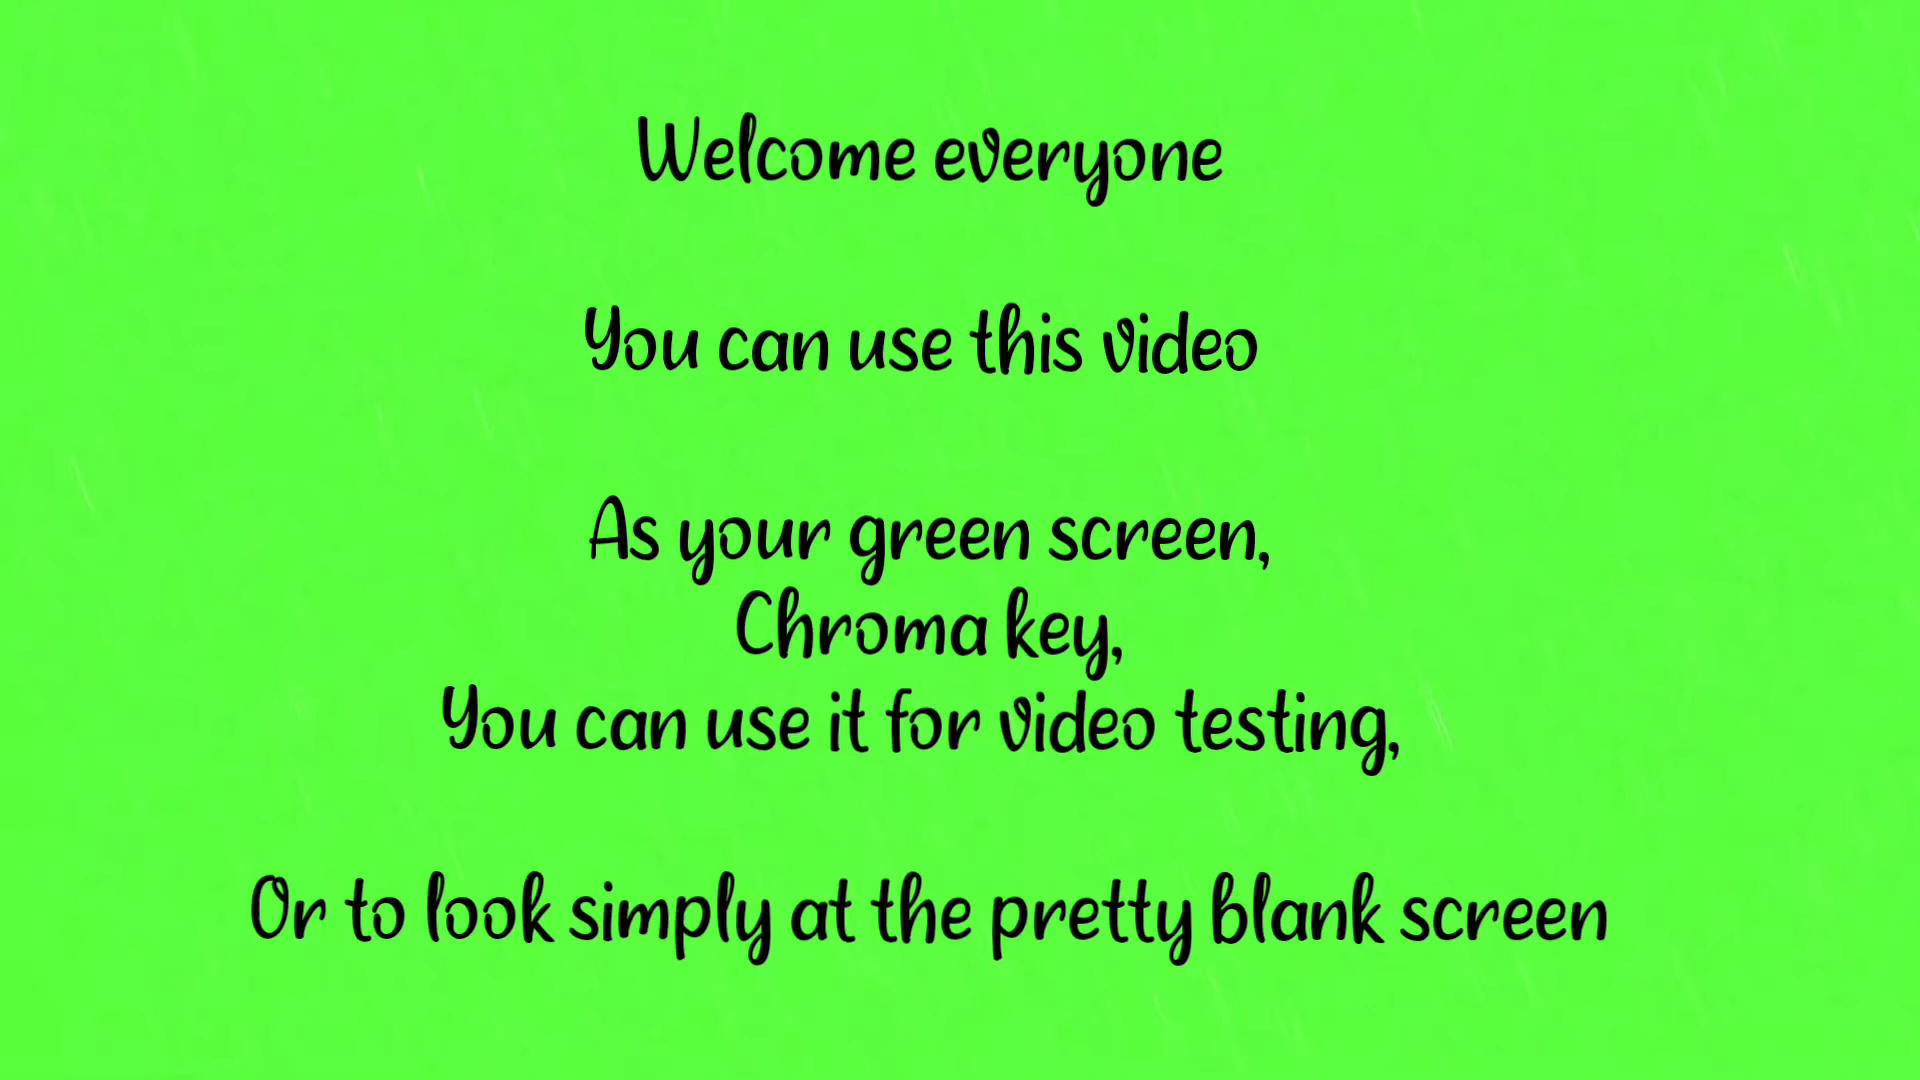 Welcome everyone
You can use this video
As your green screen,
Chroma key,
You can use it for video testing,
Or to look simply at the pretty blank screen